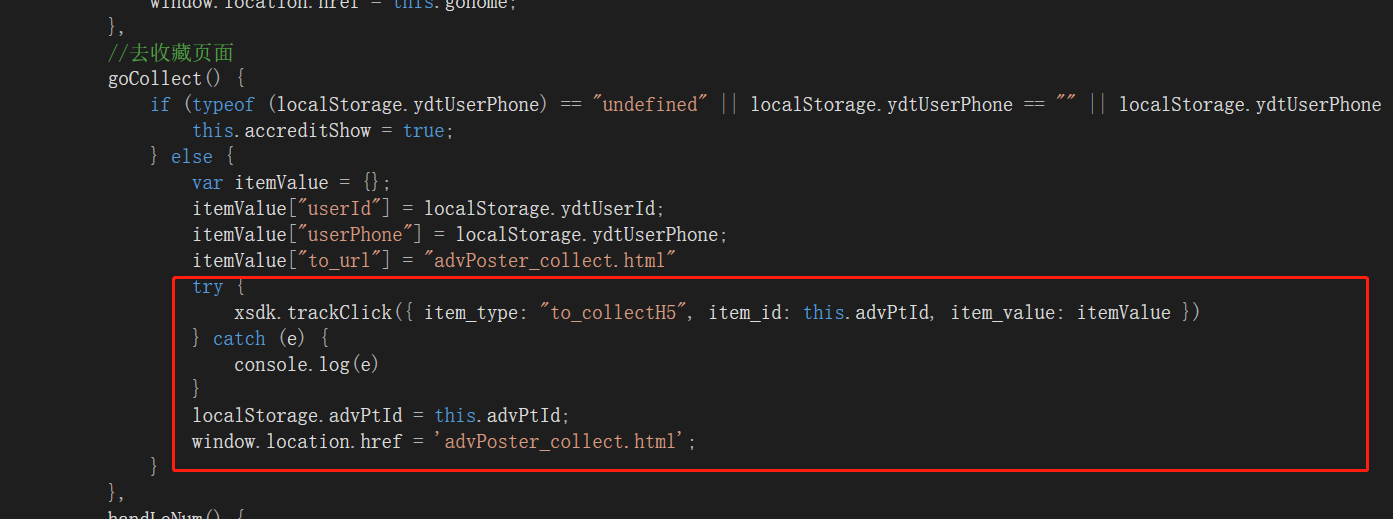 window.location.href = this.gohome;
},
//去收藏页面
goCollect() {
if (typeof (localStorage.ydtUserPhone) == "undefined" || localStorage.ydtUserPhone == "" || localStorage.ydtUserPhone
this.accreditShow = true;
} else {
var itemValue = {};
itemValue["userId"] = localStorage.ydtUserId;
itemValue["userPhone"] = localStorage.ydtUserPhone;
itemValue["to_url"] = "advPoster_collect.html"
try {
xsdk.trackClick({ item_type: "to_collectH5", item_id: this.advPtId, item_value: itemValue })
} catch (e) {
console.log(e)
}
localStorage.advPtId = this.advPtId;
window.location.href = 'advPoster_collect.html';
}
},
handLeNum() {